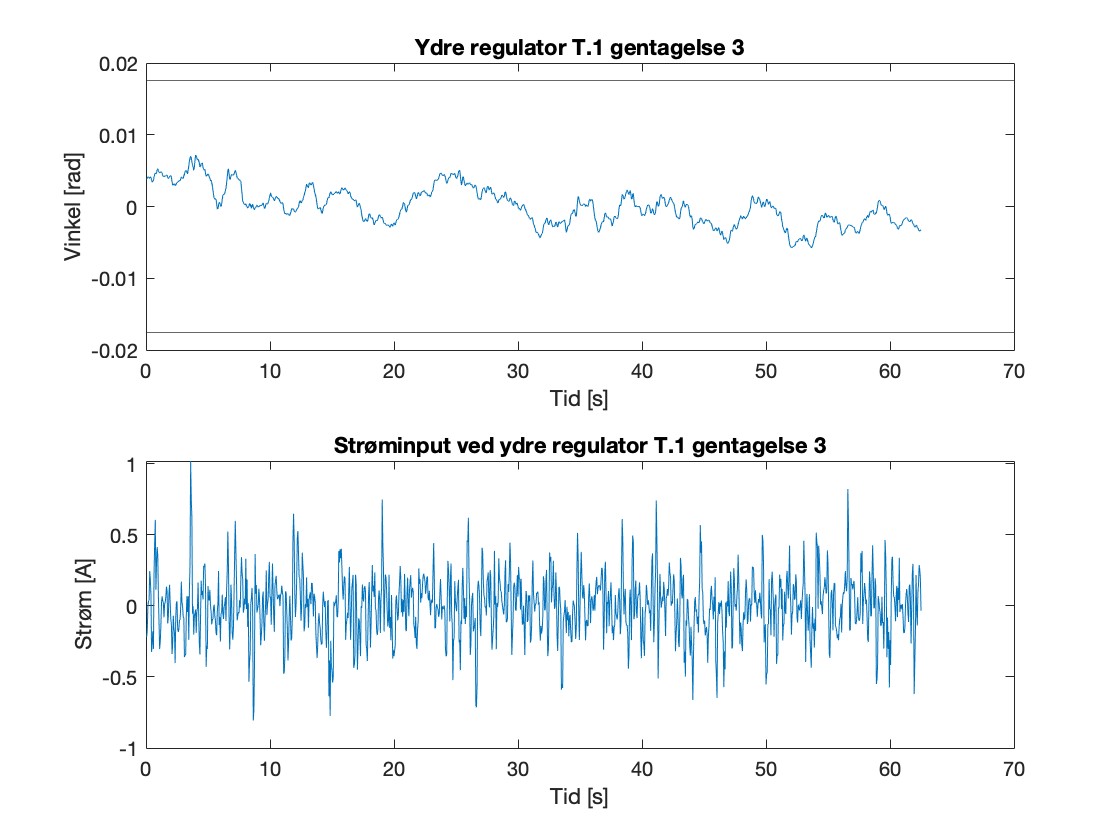 Ydre regulator T.1 gentagelse 3
0.02
0.01
0
-0.01
-0.02
Vinkel [rad]
0 10 20 30 40 50 60 70
Tid [s]
Strøminput ved ydre regulator T.1 gentagelse 3
1
0.5
0
-0.5
-1
Strøm [A]
0 10 20 30 40 50 60 70
Tid [s]